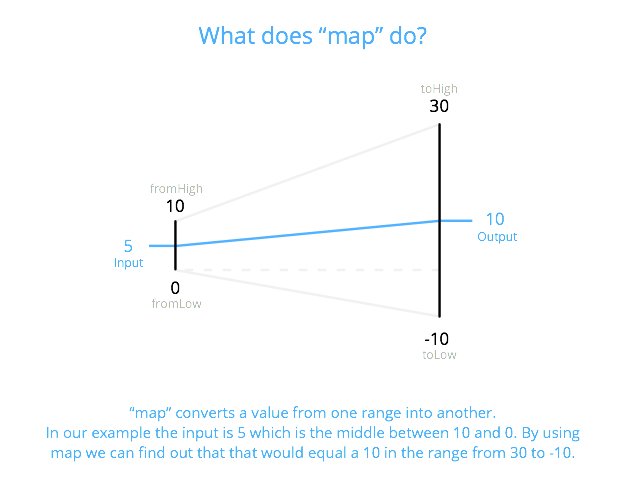 What does “map” do?
toHigh
30
fromHigh
10
5
Input
10
Output
0
fromLow
-10
toLow
“map” converts a value from one range into another.
In our example the input is 5 which is the middle between 10 and 0. By using
map we can find out that that would equal a 10 in the range from 30 to -10.